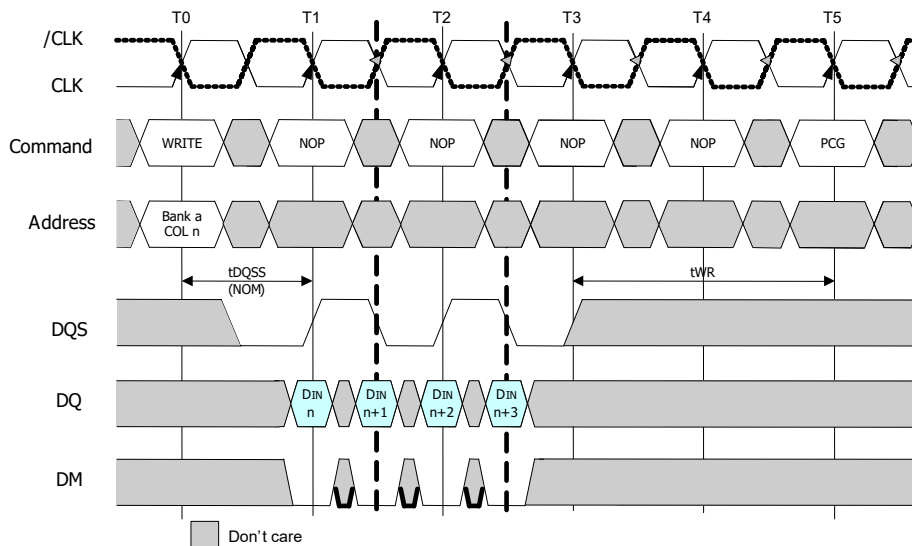 T0 T1 T2 T3 T4 T5
/CLK
CLK
Command WRITE NOP NOP NOP NOP PCG
Address Bank a
COL n
tDQSS
(NOM)
tWR
DQS
DQ DIN
n DIN
n+1 DIN
n+2 DIN
n+3
DM
Don't care